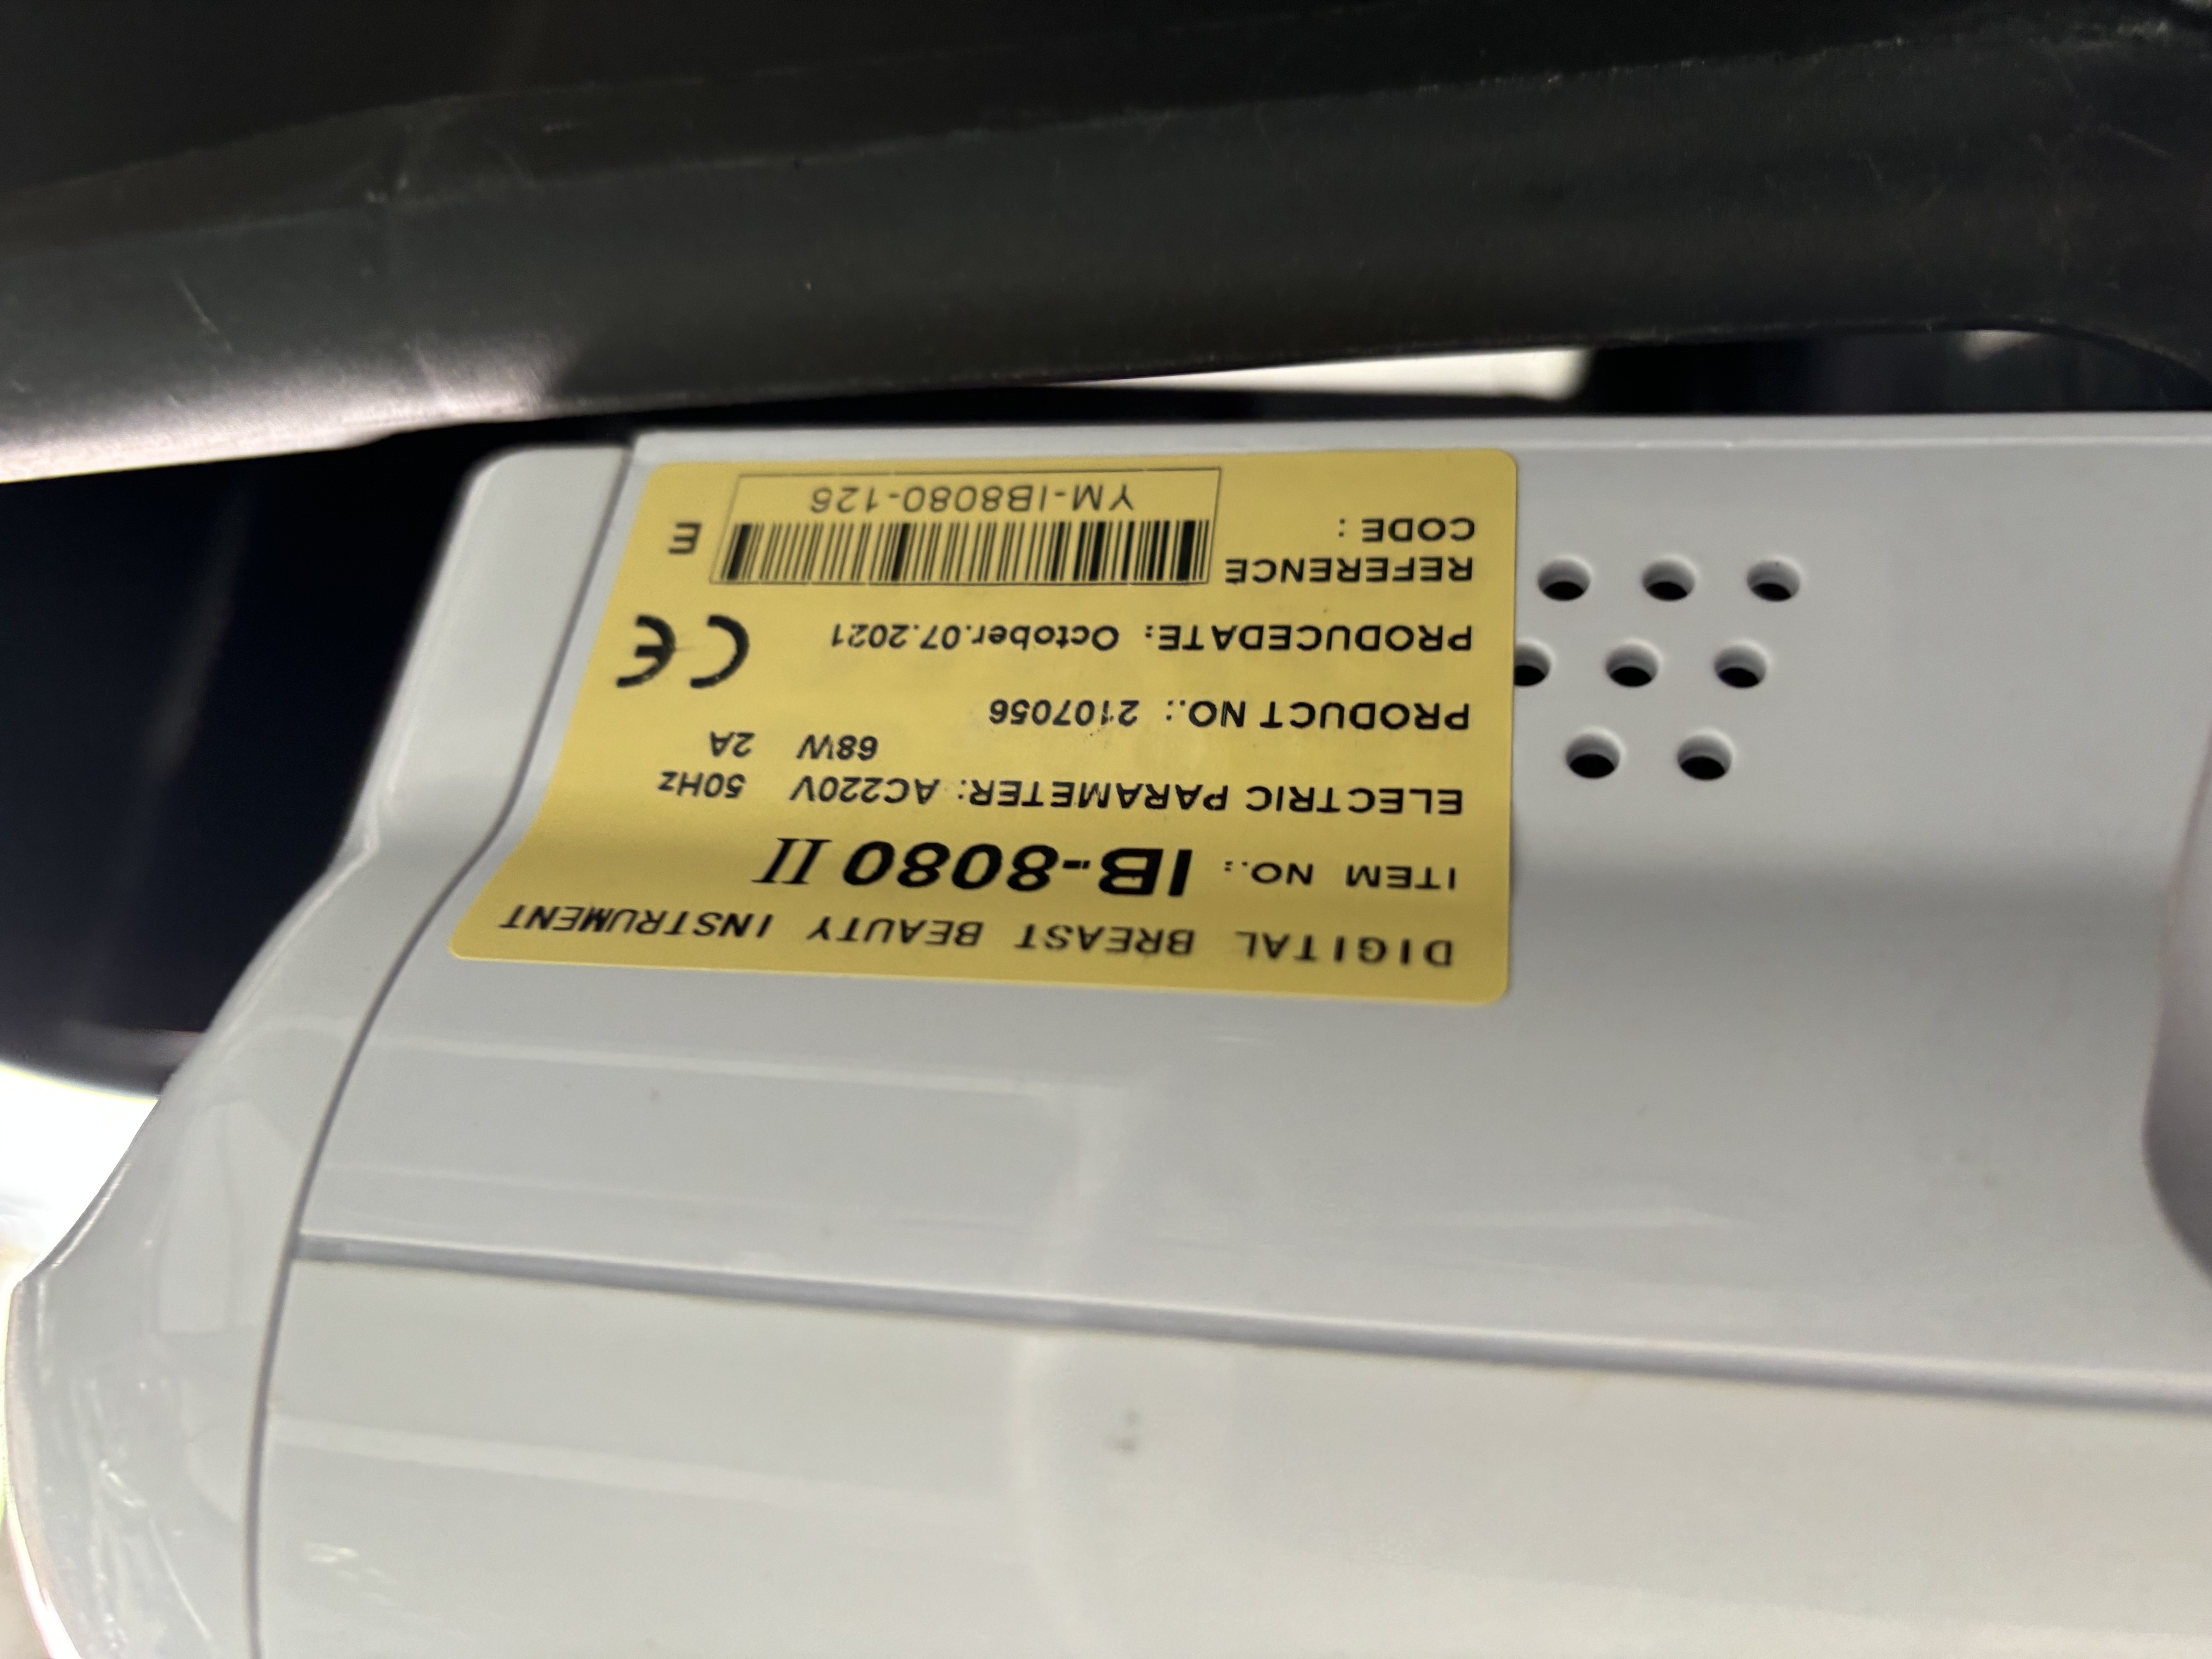 DIGITAL BREAST BEAUTY INSTRUMENT
ITEM NO.: IB-8080 II
ELECTRIC PARAMETER: AC220V 50Hz
68W 2A
PRODUCT NO.: 2107056
PRODUCEDATE: October.07.2021
CE
REFERENCE
CODE :
YM-IB8080-126
E